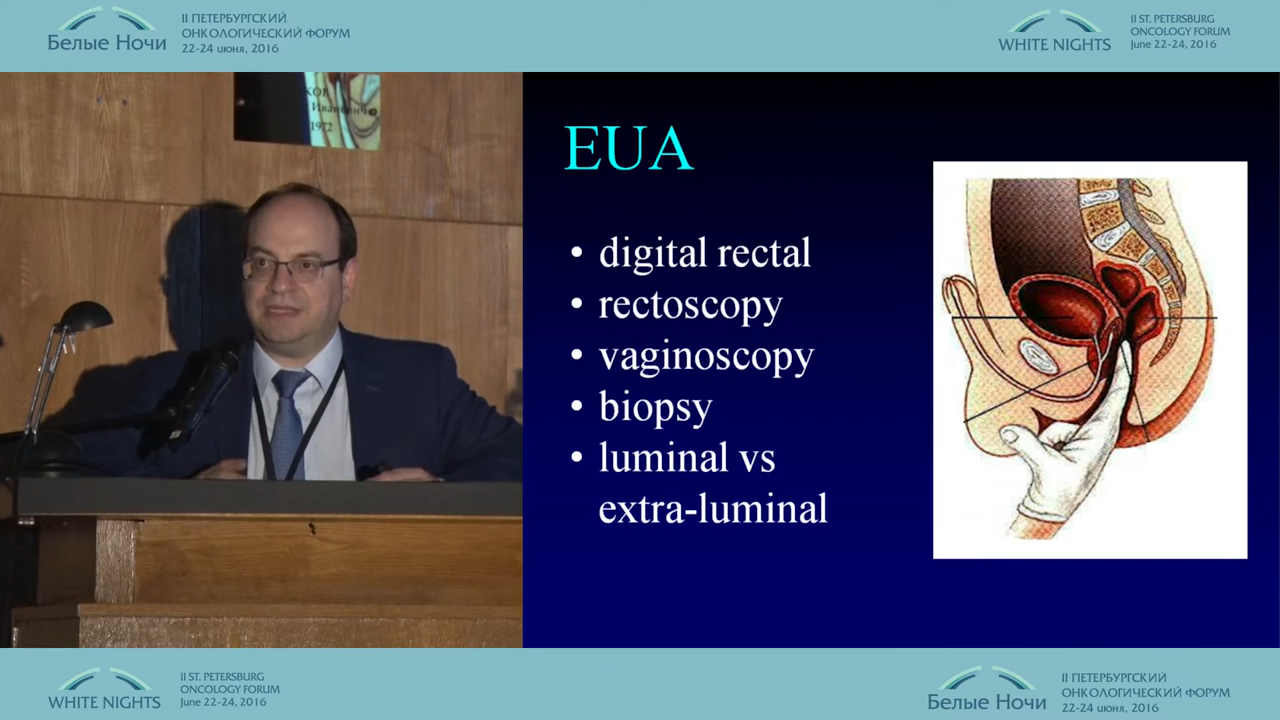 Белые Ночи
II ПЕТЕРБУРГСКИЙ
ОНКОЛОГИЧЕСКИЙ ФОРУМ
22-24 июня, 2016
WHITE NIGHTS
II ST. PETERSBURG
ONCOLOGY FORUM
June 22-24, 2016
1972
EUA
• digital rectal
• rectoscopy
• vaginoscopy
• biopsy
• luminal vs
extra-luminal
WHITE NIGHTS
II ST. PETERSBURG
ONCOLOGY FORUM
June 22-24, 2016
Белые Ночи
II ПЕТЕРБУРГСКИЙ
ОНКОЛОГИЧЕСКИЙ ФОРУМ
22-24 июня, 2016